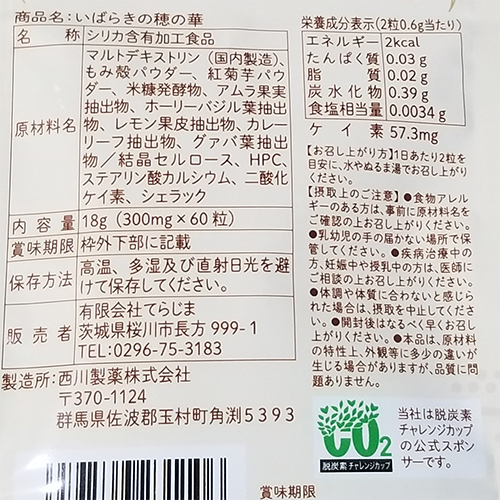 商品名:いばらきの穂の華
名　称 シリカ含有加工食品
原材料名 マルトデキストリン(国内製造)、
もみ殻パウダー、紅菊芋パウ
ダー、米糠発酵物、アムラ果実
抽出物、ホーリーバジル葉抽出
物、レモン果皮抽出物、カレー
リーフ抽出物、グァバ葉抽出
物/結晶セルロース、HPC、
ステアリン酸カルシウム、二酸化
ケイ素、シェラック
内容量 18g(300mg×60粒)
賞味期限 枠外下部に記載
保存方法 高温、多湿及び直射日光を避
けて保存してください。
販売者 有限会社てらじま
茨城県桜川市長方 999-1
TEL:0296-75-3183
製造所:西川製薬株式会社
〒370-1124
群馬県佐波郡玉村町角渕5393
栄養成分表示(2粒0.6g当たり)
エネルギー 2kcal
たんぱく質 0.03 g
脂質 0.02 g
炭水化物 0.39 g
食塩相当量 0.0034 g
ケイ素 57.3mg
【お召し上がり方】1日あたり2粒を
目安に、水やぬるま湯でお召し上がり
ください。
【摂取上のご注意】●食物アレル
ギーのある方は、事前に原材料名を
ご確認の上お召し上がりください。
●乳幼児の手の届かない場所で保
管してください。●疾病治療中の
方、妊娠中や授乳中の方は、医師に
ご相談の上お召し上がりください。
●体調や体質に合わないと感じら
れた場合は、摂取を中止してくださ
い。●開封後はなるべく早くお召し
上がりください。●本品は、原材料
の特性上、外観等に多少の違いが
生じる場合がありますが、品質に問
題ありません。
CO2
脱炭素 チャレンジカップ
当社は脱炭素
チャレンジカップ
の公式スポン
サーです。
賞味期限